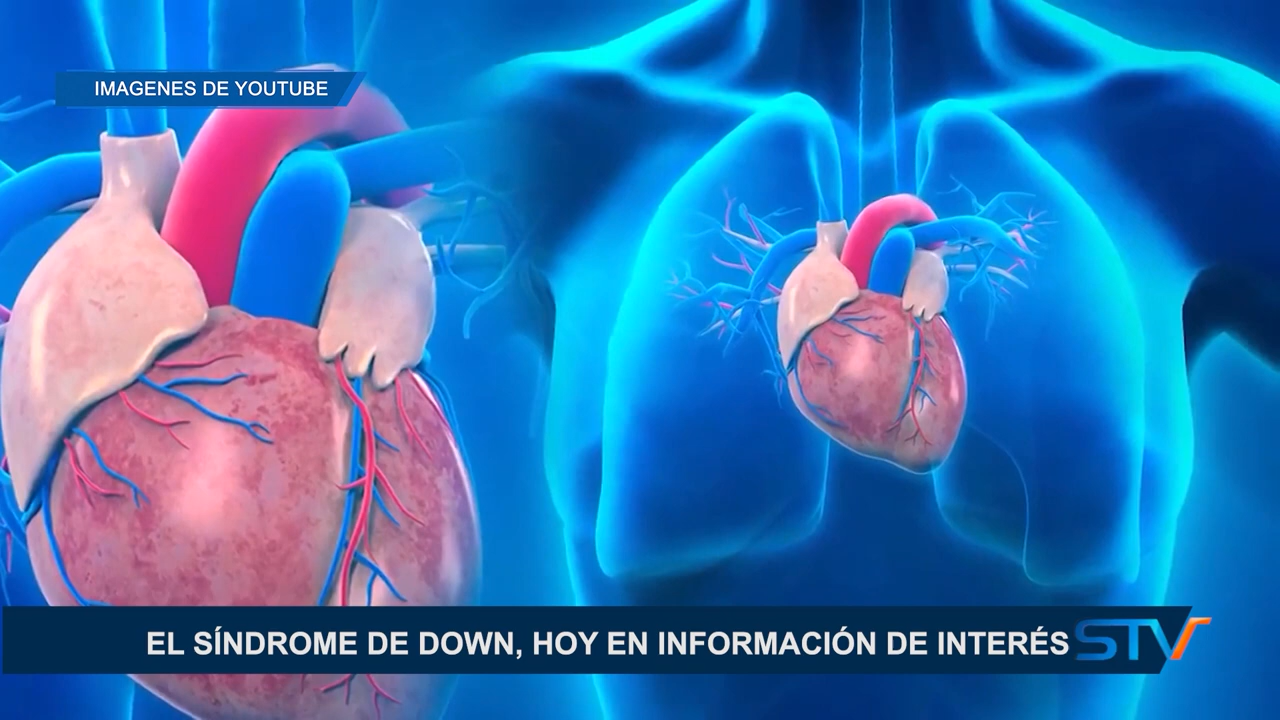 IMAGENES DE YOUTUBE
EL SÍNDROME DE DOWN, HOY EN INFORMACIÓN DE INTERÉS STV